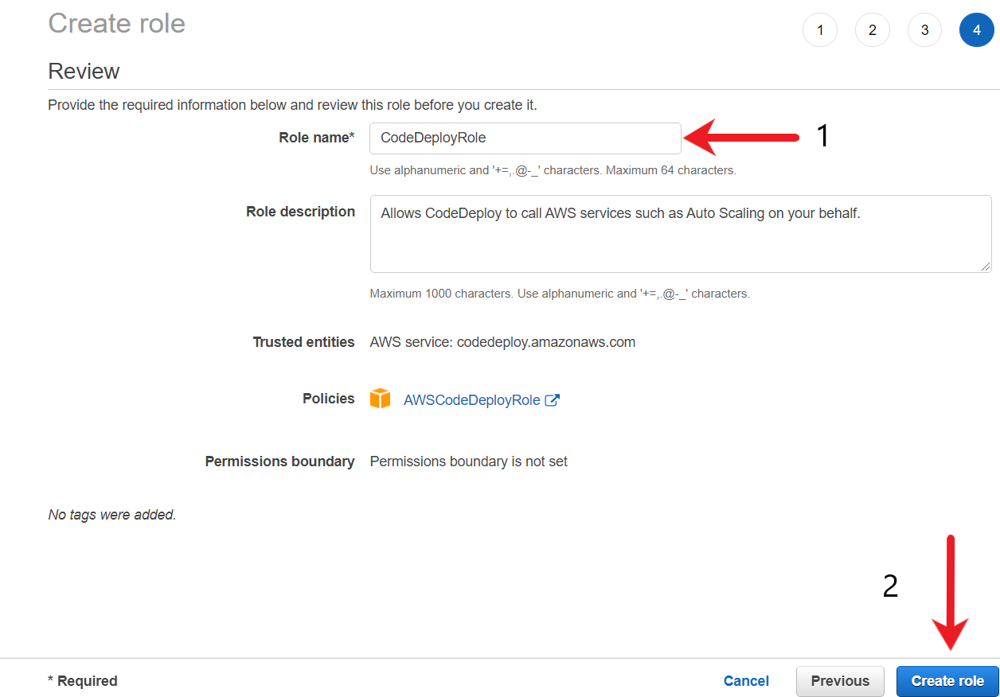 Create role
1 2 3 4
Review
Provide the required information below and review this role before you create it.
Role name* CodeDeployRole 1
Use alphanumeric and '+=,.@-_' characters. Maximum 64 characters.
Role description Allows CodeDeploy to call AWS services such as Auto Scaling on your behalf.
Maximum 1000 characters. Use alphanumeric and '+=,.@-_' characters.
Trusted entities AWS service: codedeploy.amazonaws.com
Policies AWSCodeDeployRole
Permissions boundary Permissions boundary is not set
No tags were added.
2
* Required Cancel Previous Create role